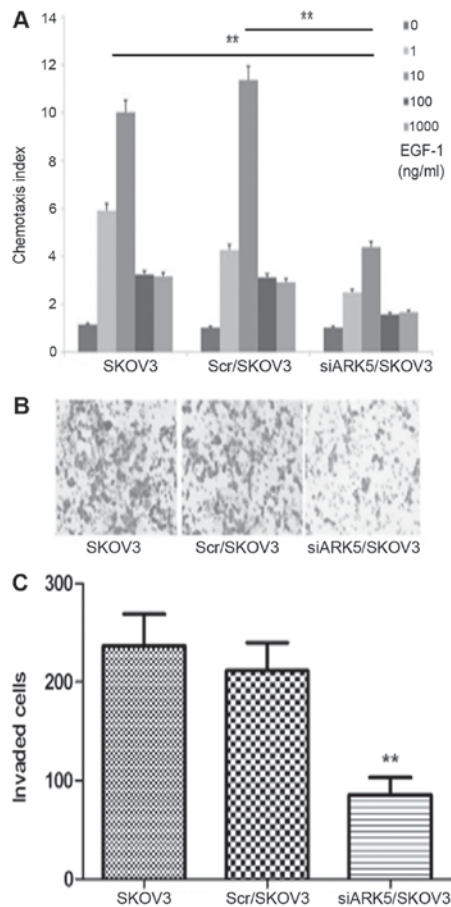 A
**
**
14
12
10
8
6
4
2
0
Chemotaxis index
0
1
10
100
1000
EGF-1
(ng/ml)
SKOV3
Scr/SKOV3
siARK5/SKOV3
B
SKOV3
Scr/SKOV3
siARK5/SKOV3
C
300
200
100
0
Invaded cells
**
SKOV3
Scr/SKOV3
siARK5/SKOV3